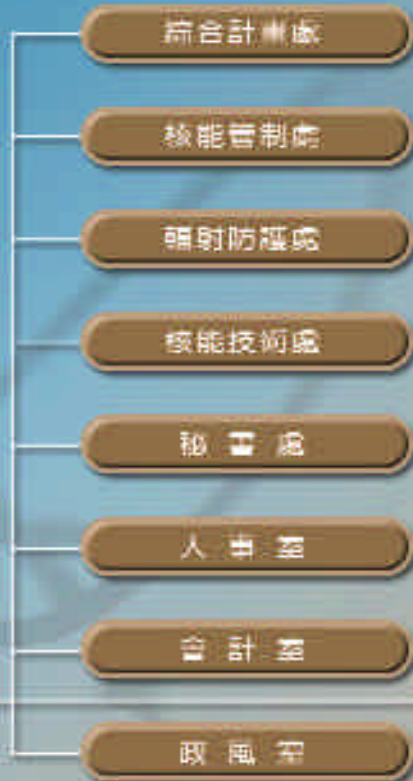 綜合計畫處
核能管制處
輻射防護處
核能技術處
秘書處
人事室
會計室
政風室